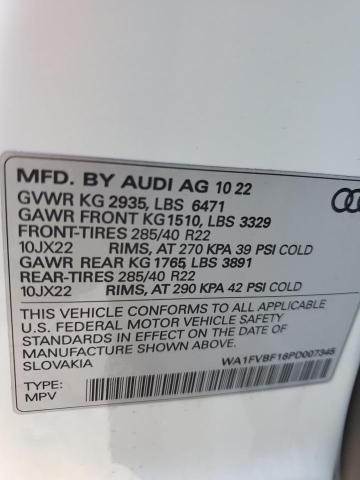 MFD. BY AUDI AG 10 22
GVWR KG 2935, LBS 6471
GAWR FRONT KG 1510, LBS 3329
FRONT-TIRES 285/40 R22
10JX22 RIMS, AT 270 KPA 39 PSI COLD
GAWR REAR KG 1765, LBS 3891
REAR-TIRES 285/40 R22
10JX22 RIMS, AT 290 KPA 42 PSI COLD
THIS VEHICLE CONFORMS TO ALL APPLICABLE
U.S. FEDERAL MOTOR VEHICLE SAFETY
STANDARDS IN EFFECT ON THE DATE OF
MANUFACTURE SHOWN ABOVE.
SLOVAKIA
WA1FVBF16PD007345
TYPE:
MPV